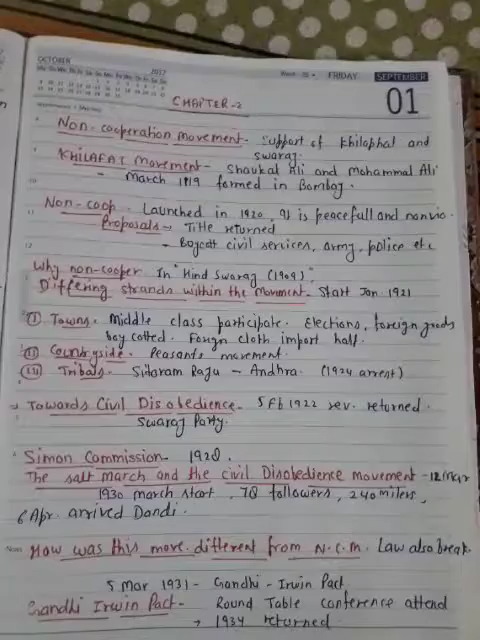 OCTOBER 2017
FRIDAY SEPTEMBER
01
CHAPTER-2
Non-cooperation movement- support of Khilaphal and
swaraj.
KHILAFAT movement- Shaukat Ali and Mohammal Ali
- March 1919 formed in Bombay.
Non-coop- Launched in 1920, It is peacefull and nonvio.
Proposals- Title returned
- Boycott civil services, army, police etc
Why non-cooper. In "Hind Swaraj (1909)"
Differing strands within the Movement- Start Jan 1921
(I) Towns- Middle class participate. Elections, foreign goods
boycotted. Foreign cloth import half.
(II) Countryside. Peasants movement.
(III) Tribals- Sitaram Raju - Andhra. (1924 arrest)
→ Towards Civil Disobedience- 5 Fb 1922 rev. returned.
Swaraj Party.
Simon Commission- 1928.
The salt March and the civil Disobedience movement -12 Mar
1930 march start, 78 followers, 240 milers,
6 Apr. arrived Dandi.
Notes How was this move. different from N.C.M. Law also break.
5 Mar 1931- Gandhi-Irwin Pact
Gandhi Irwin Pact- Round Table conference attend
→ 1934 returned.